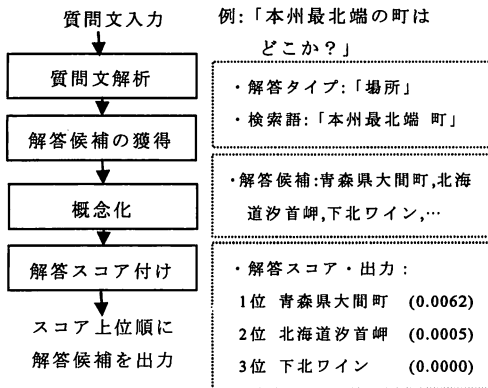 質問文入力
質問文解析
解答候補の獲得
概念化
解答スコア付け
スコア上位順に
解答候補を出力
例:「本州最北端の町は
どこか？」
・解答タイプ:「場所」
・検索語:「本州最北端 町」
・解答候補:青森県大間町,北海
道汐首岬,下北ワイン,…
・解答スコア・出力：
1位 青森県大間町 (0.0062)
2位 北海道汐首岬 (0.0005)
3位 下北ワイン (0.0000)